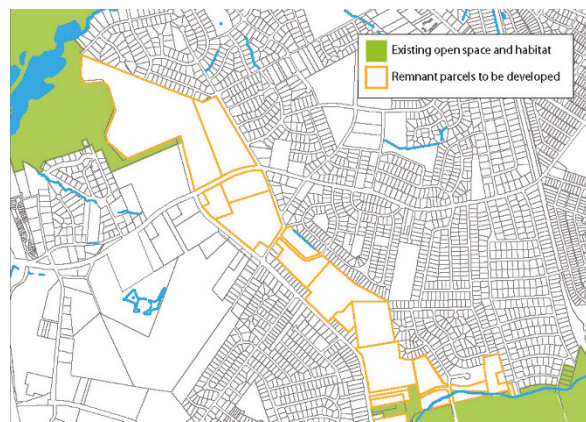 Existing open space and habitat
Remnant parcels to be developed